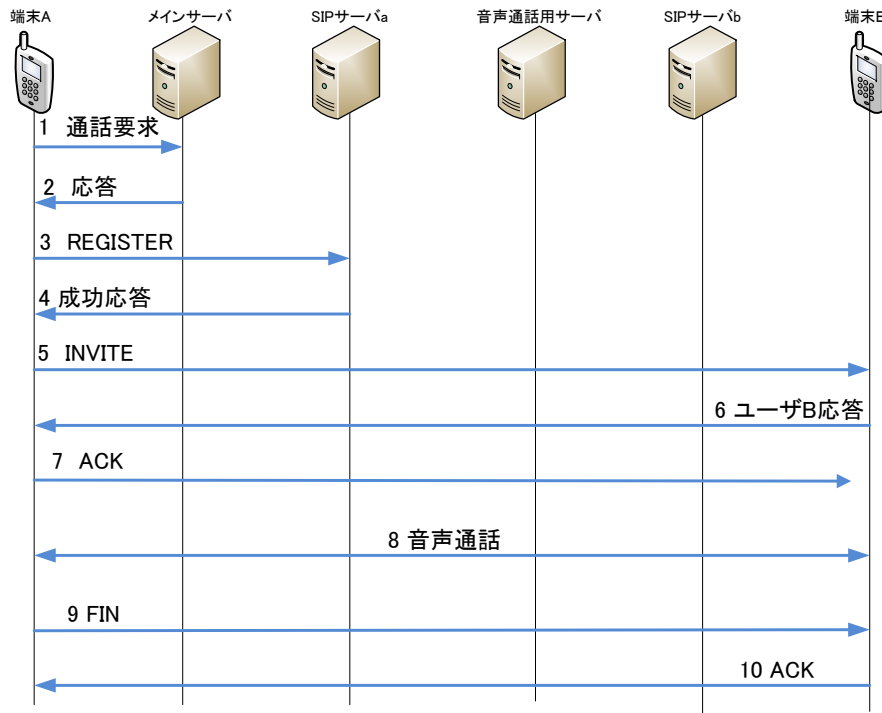 端末A
メインサーバ
SIPサーバa
音声通話用サーバ
SIPサーバb
端末B
1 通話要求
2 応答
3 REGISTER
4 成功応答
5 INVITE
6 ユーザB応答
7 ACK
8 音声通話
9 FIN
10 ACK